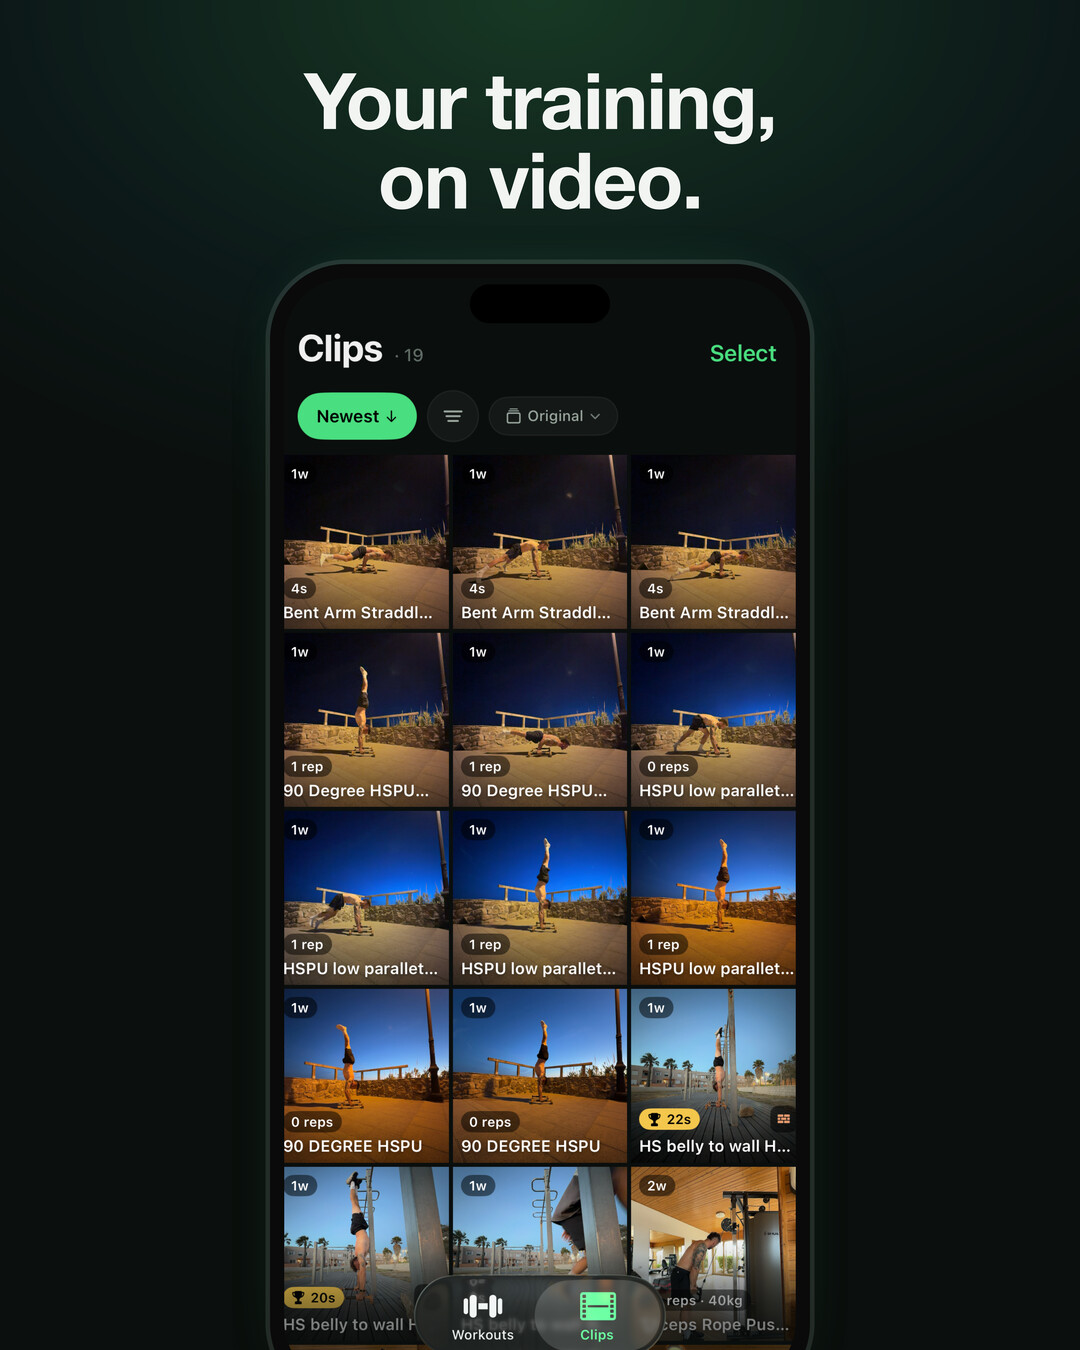 Your training,
on video.
Clips · 19
Select
Newest ↓
Original
1w
1w
1w
4s
4s
4s
Bent Arm Straddl...
Bent Arm Straddl...
Bent Arm Straddl...
1w
1w
1w
1 rep
1 rep
0 reps
90 Degree HSPU...
90 Degree HSPU...
HSPU low parallet...
1w
1w
1w
1 rep
1 rep
1 rep
HSPU low parallet...
HSPU low parallet...
HSPU low parallet...
1w
1w
1w
0 reps
0 reps
22s
90 DEGREE HSPU
90 DEGREE HSPU
HS belly to wall H...
1w
1w
2w
20s
reps · 40kg
HS belly to wall H
ceps Rope Pus...
Workouts
Clips